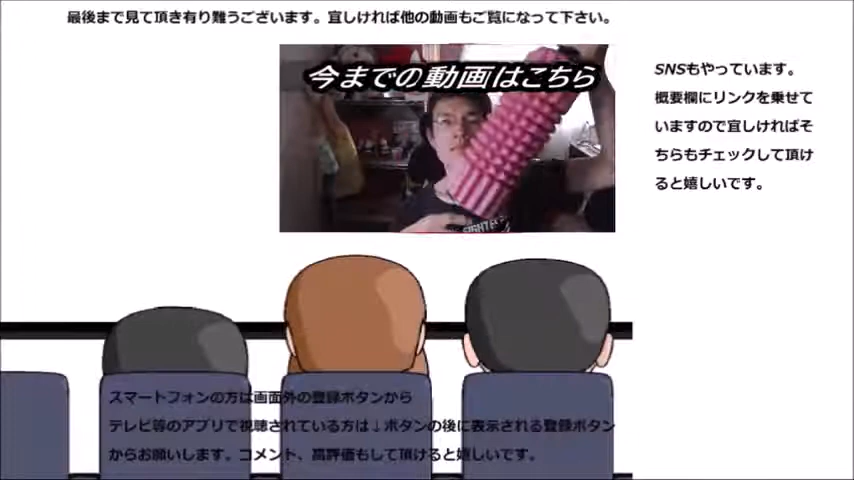 最後まで見て頂き有り難うございます。宜しければ他の動画もご覧になって下さい。
今までの動画はこちら
SNSもやっています。
概要欄にリンクを乗せて
いますので宜しければそ
ちらもチェックして頂け
ると嬉しいです。
スマートフォンの方は画面外の登録ボタンから
テレビ等のアプリで視聴されている方は↓ボタンの後に表示される登録ボタン
からお願いします。コメント、高評価もして頂けると嬉しいです。